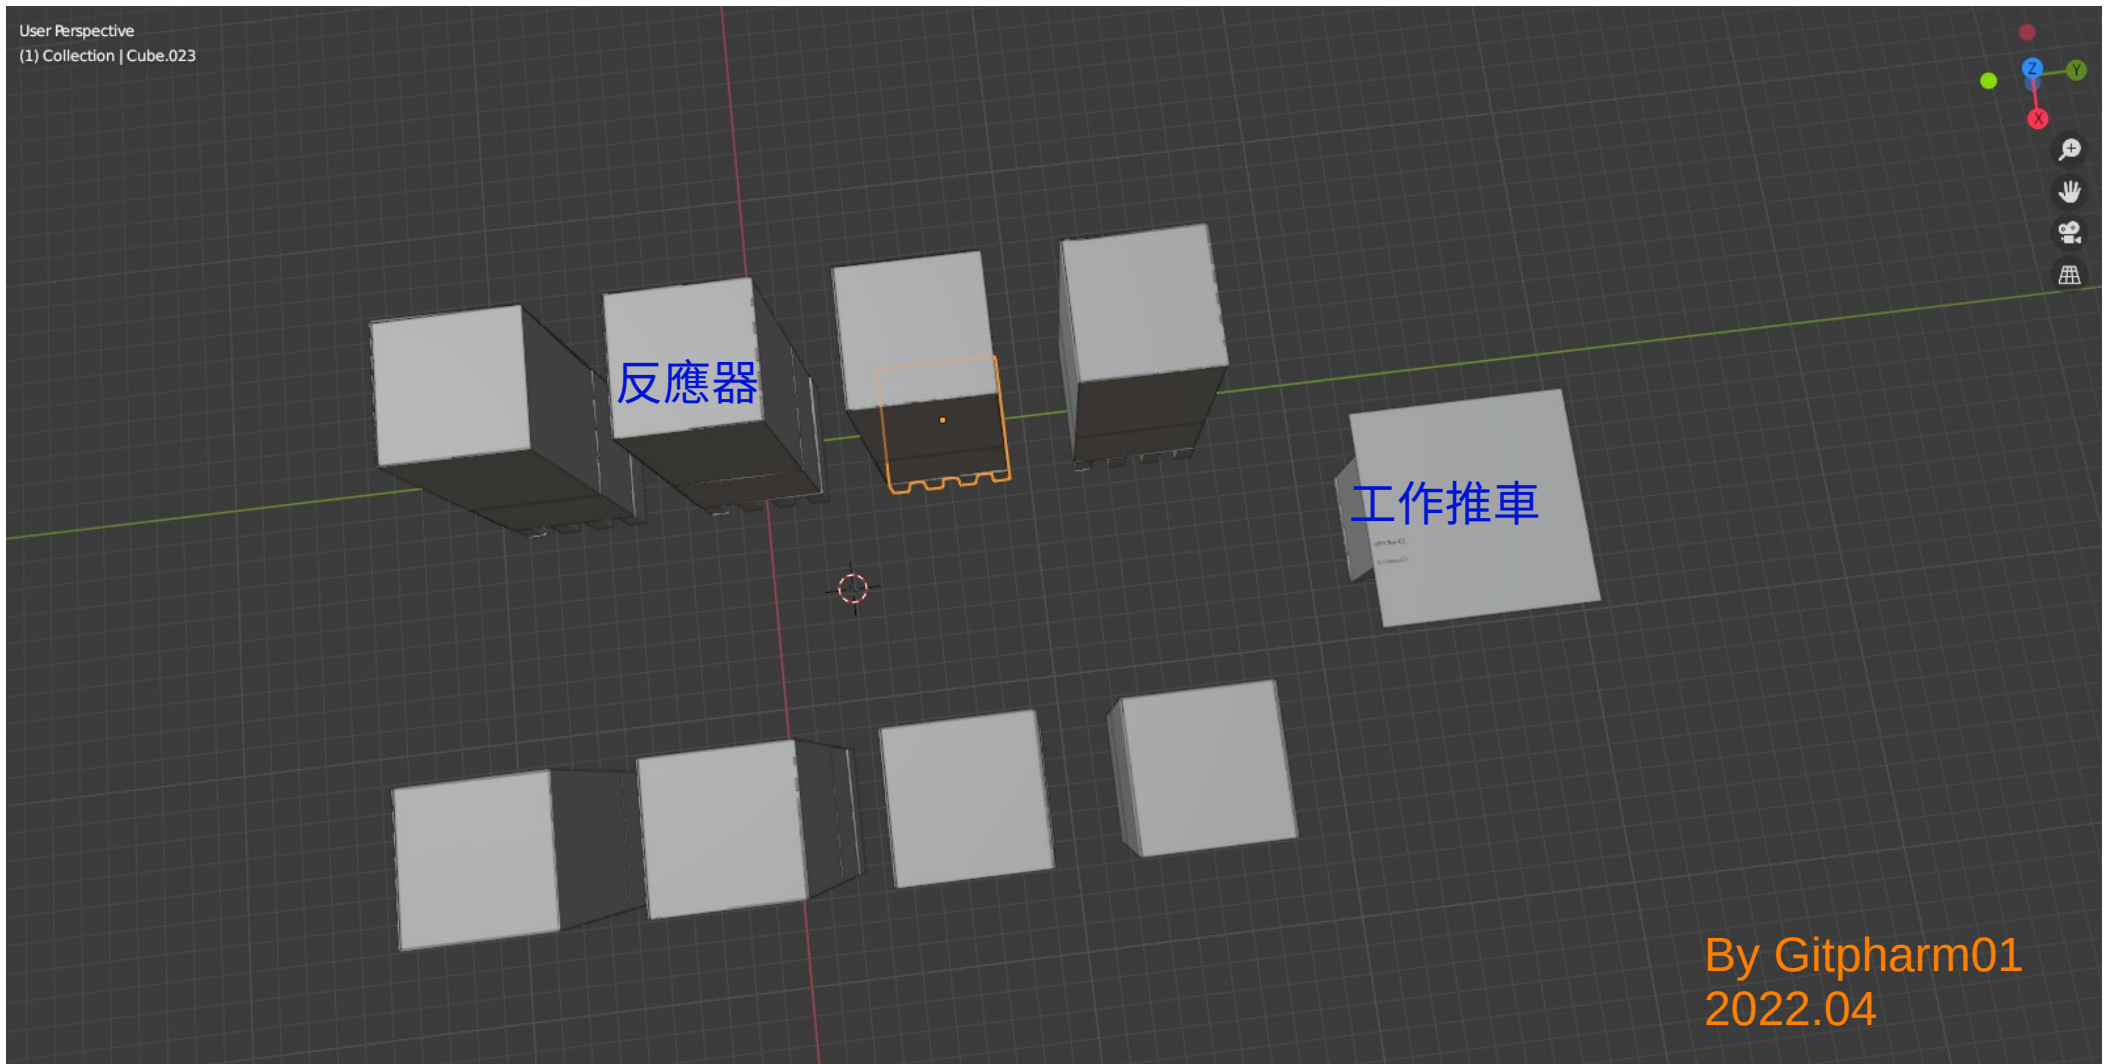 User Perspective
(1) Collection | Cube.023
Z
Y
X
反應器
工作推車
By Gitpharm01
2022.04